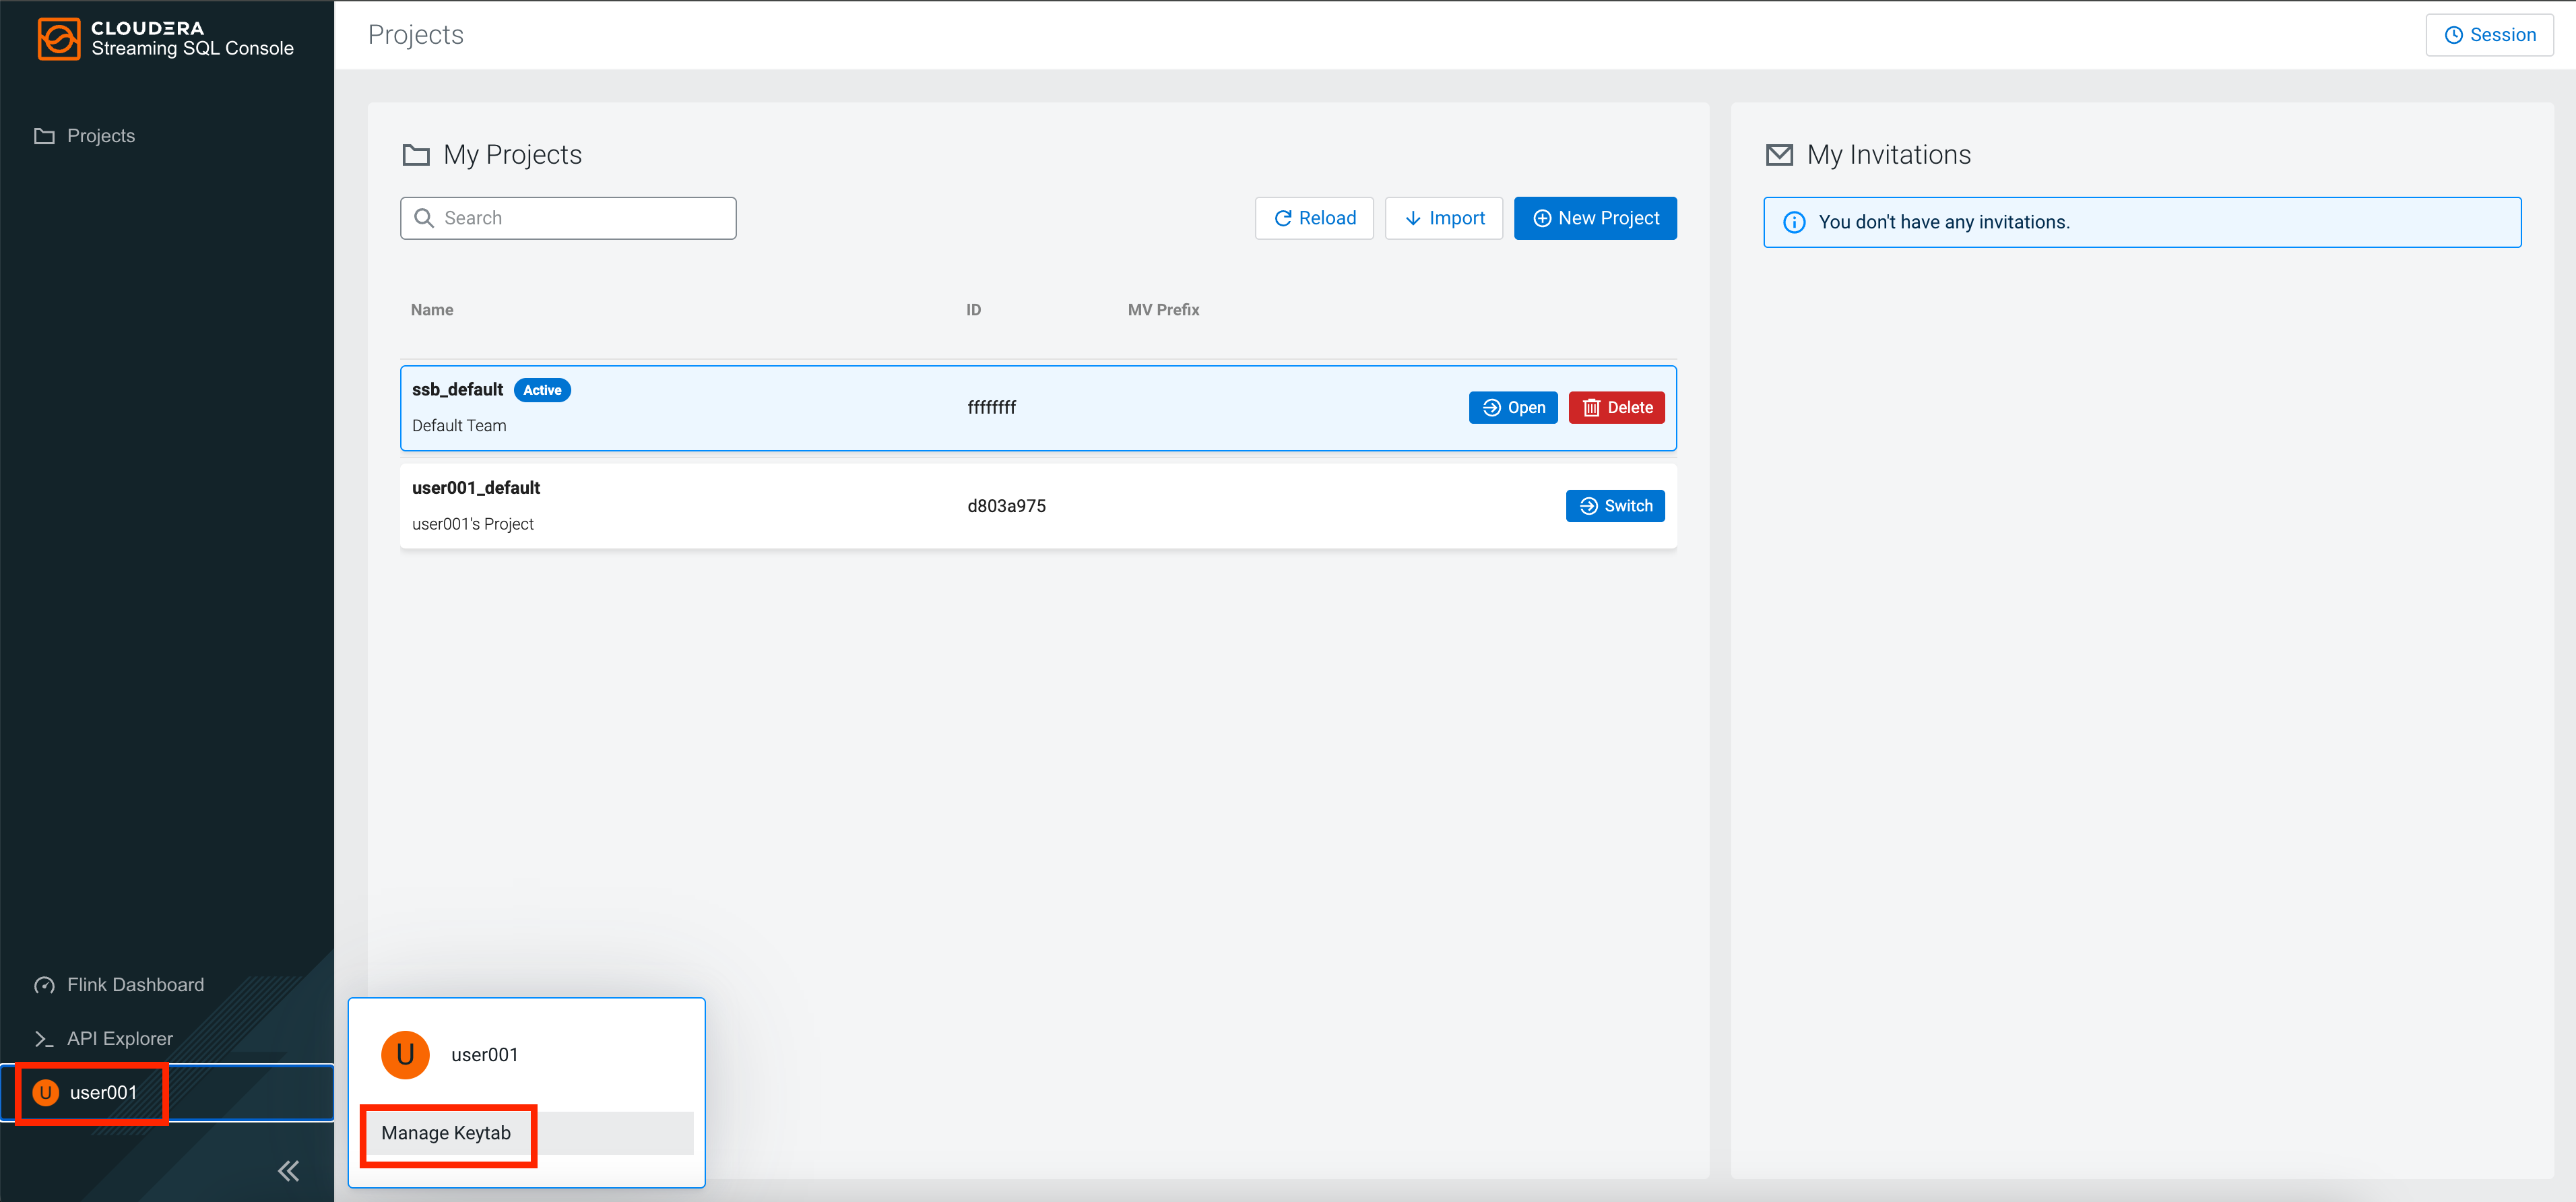 CLOUDERA
Streaming SQL Console
Projects
Flink Dashboard
API Explorer
U user001
Projects
Session
My Projects
Search
Reload
Import
New Project
Name ID MV Prefix
ssb_default Active
Default Team
ffffffff
Open
Delete
user001_default
user001's Project
d803a975
Switch
My Invitations
You don't have any invitations.
U user001
Manage Keytab